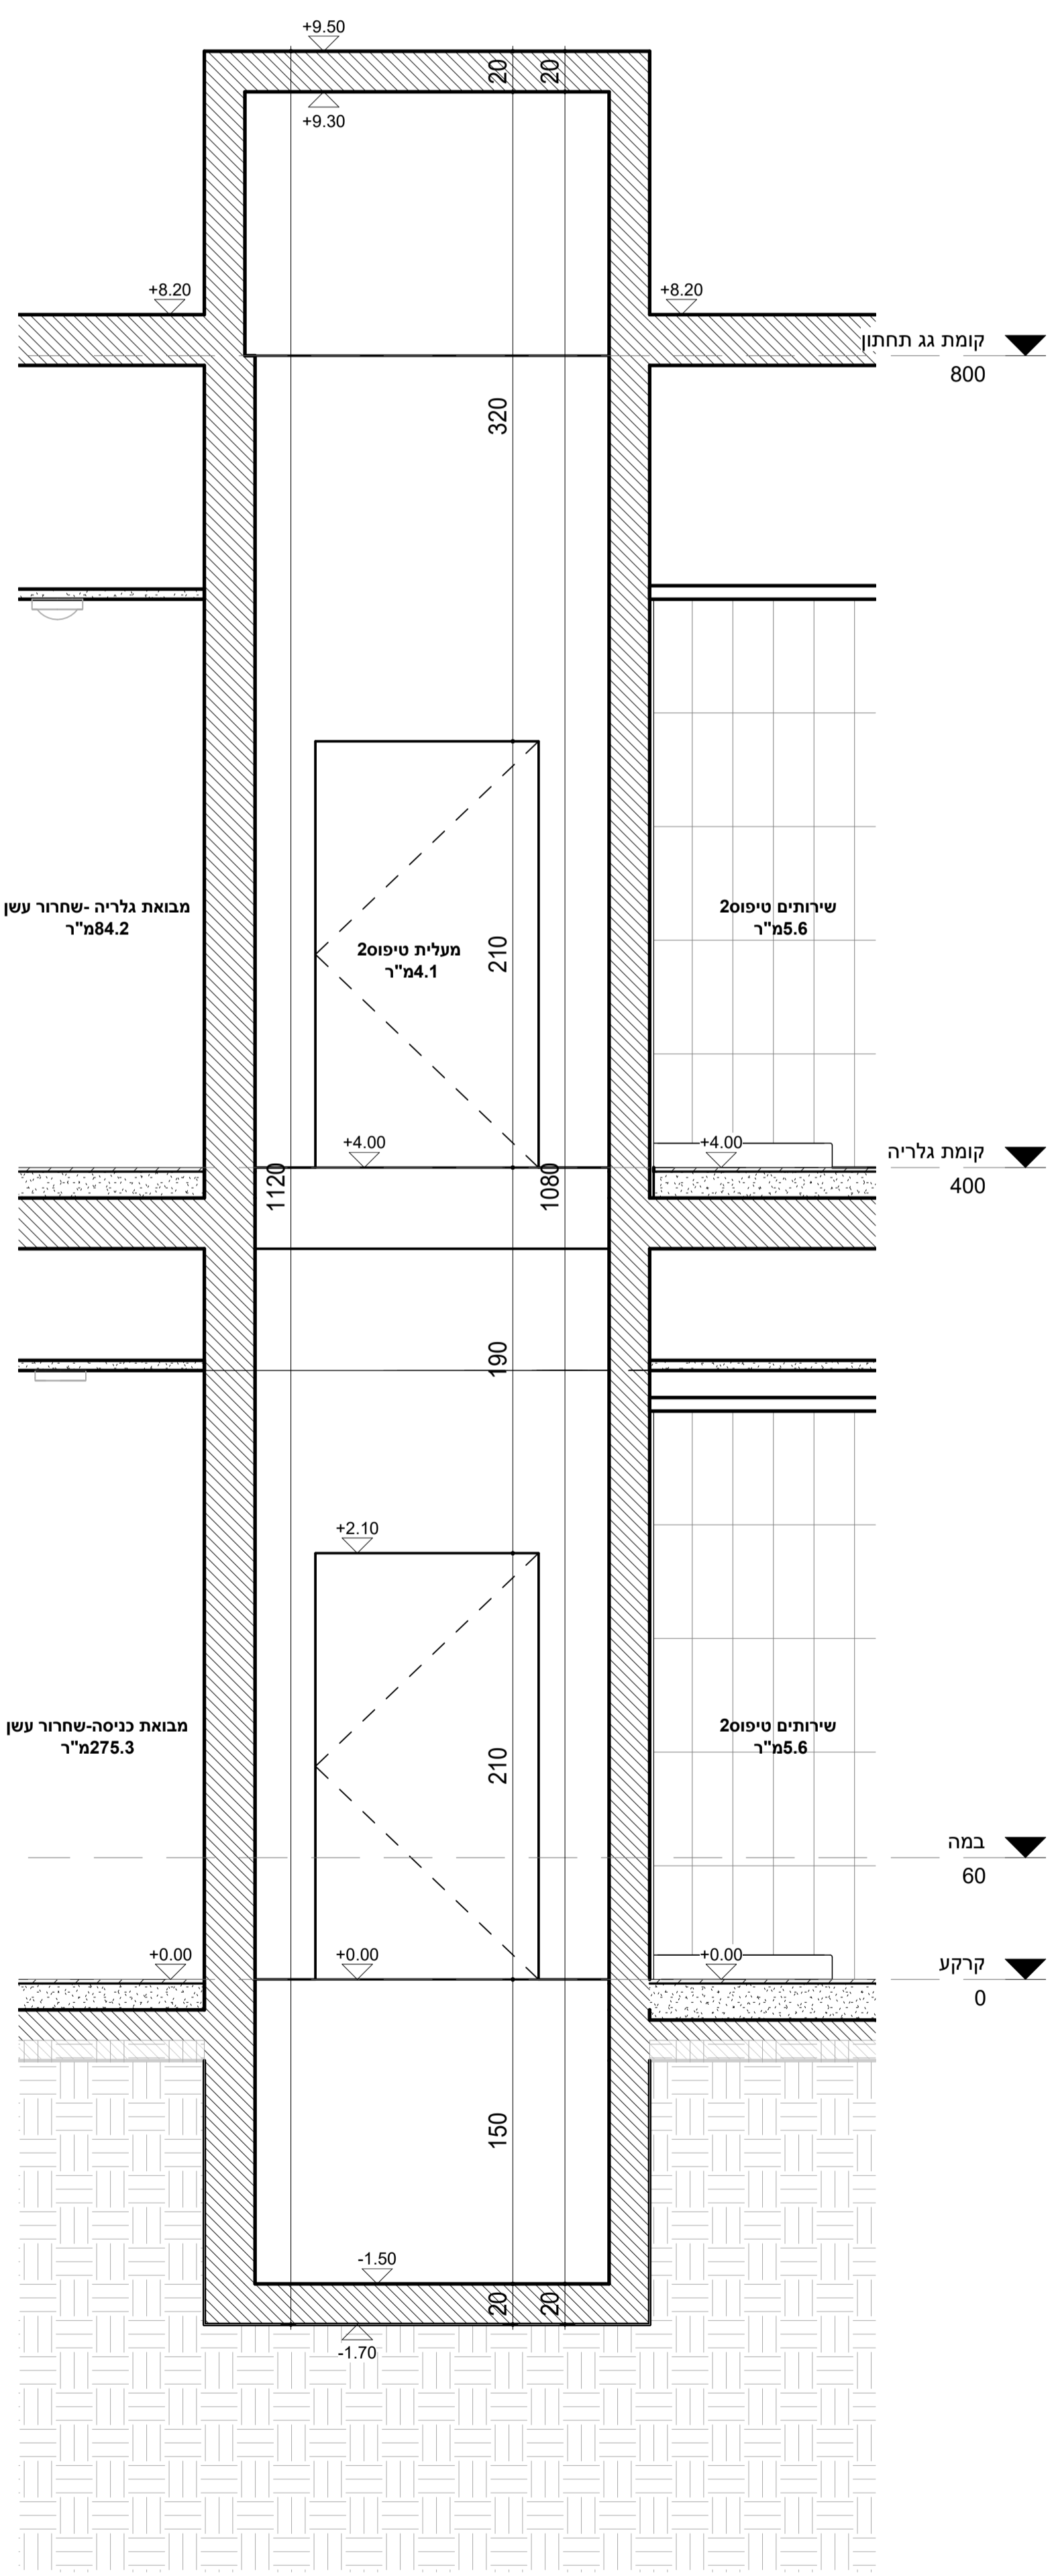 +9.50
20
20
+9.30
+8.20
+8.20
קומת גג תחתון
800
320
מבואת גלריה -שחרור עשן
84.2מ"ר
מעלית טיפוס2
4.1מ"ר
210
שירותים טיפוס2
5.6מ"ר
+4.00
+4.00
קומת גלריה
400
1120
1080
190
+2.10
מבואת כניסה-שחרור עשן
275.3מ"ר
210
שירותים טיפוס2
5.6מ"ר
במה
60
+0.00
+0.00
+0.00
קרקע
0
150
-1.50
20
20
-1.70